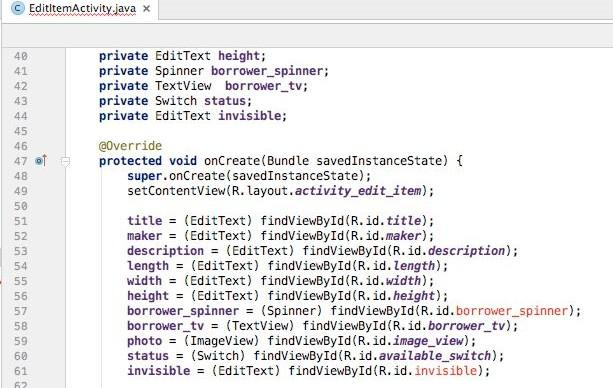 EditItemActivity.java ×
40 private EditText height;
41 private Spinner borrower_spinner;
42 private TextView  borrower_tv;
43 private Switch status;
44 private EditText invisible;
45
46 @Override
47 protected void onCreate(Bundle savedInstanceState) {
48 super.onCreate(savedInstanceState);
49 setContentView(R.layout.activity_edit_item);
50
51 title = (EditText) findViewById(R.id.title);
52 maker = (EditText) findViewById(R.id.maker);
53 description = (EditText) findViewById(R.id.description);
54 length = (EditText) findViewById(R.id.length);
55 width = (EditText) findViewById(R.id.width);
56 height = (EditText) findViewById(R.id.height);
57 borrower_spinner = (Spinner) findViewById(R.id.borrower_spinner);
58 borrower_tv = (TextView) findViewById(R.id.borrower_tv);
59 photo = (ImageView) findViewById(R.id.image_view);
60 status = (Switch) findViewById(R.id.available_switch);
61 invisible = (EditText) findViewById(R.id.invisible);
62